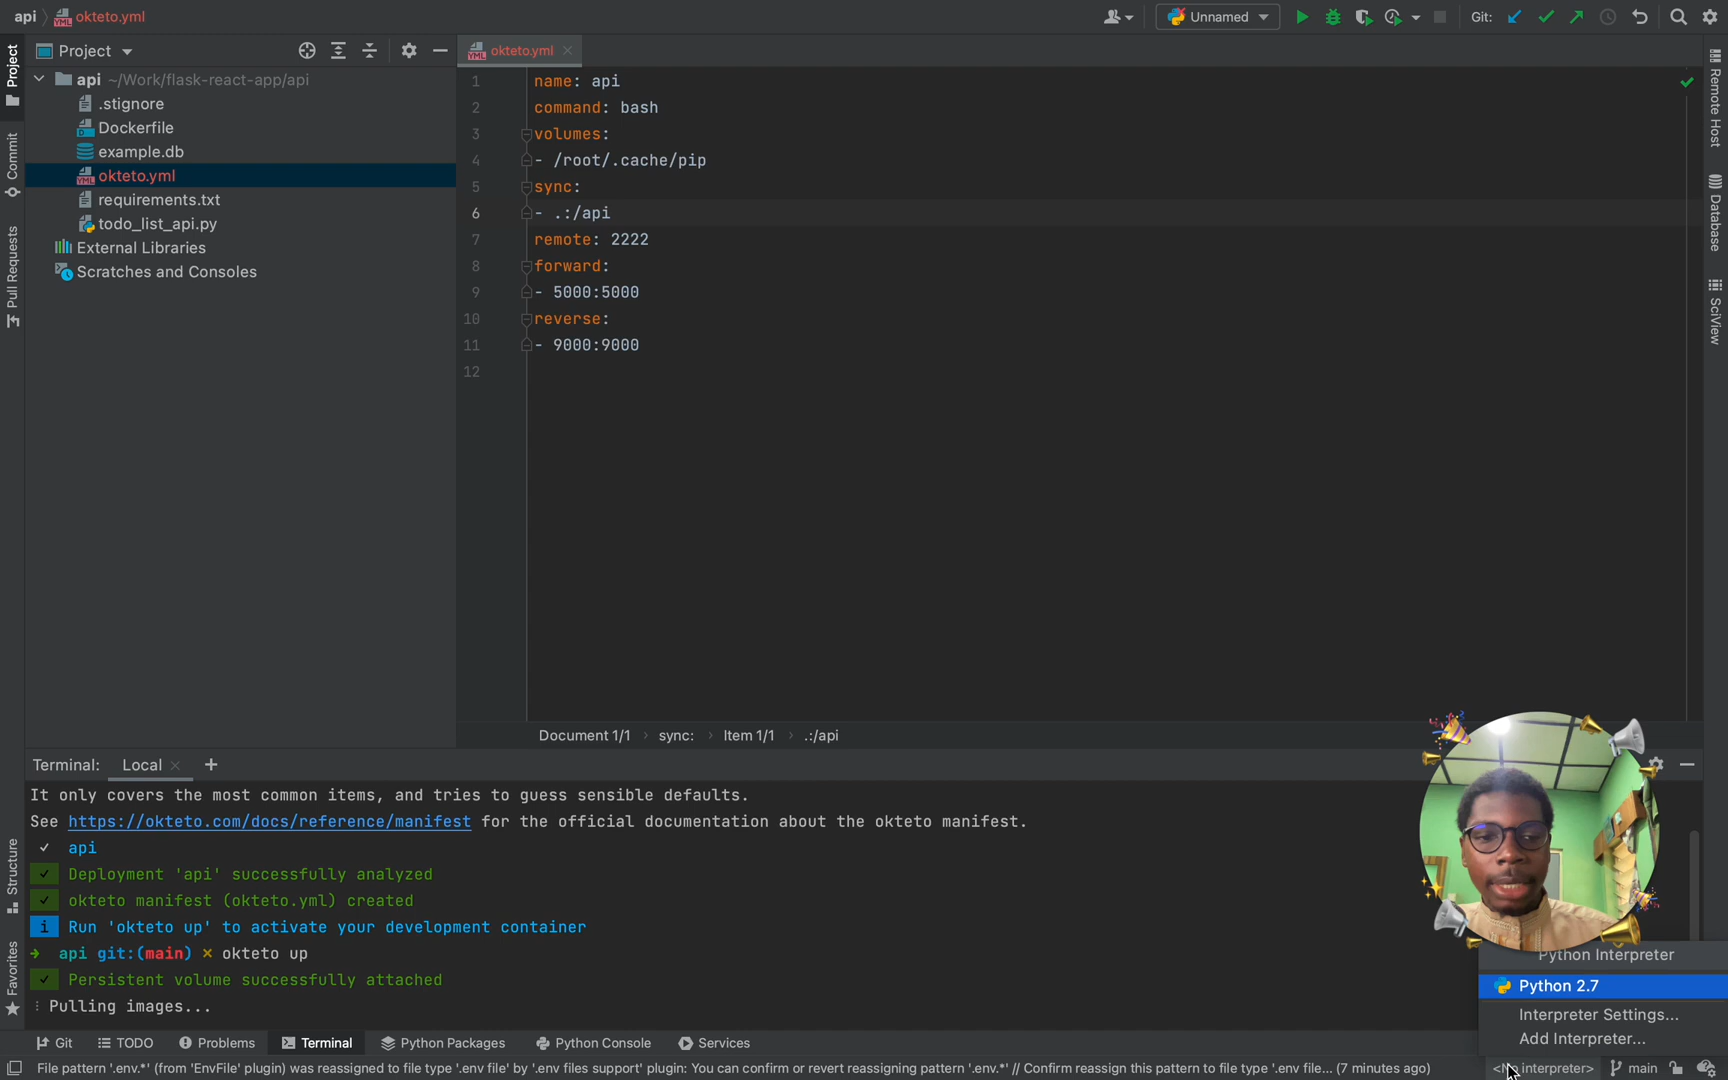 api
okteto.yml
Unnamed
Git:
Project
okteto.yml
Project
Commit
Pull Requests
Structure
Favorites
api ~/Work/flask-react-app/api
.stignore
Dockerfile
example.db
okteto.yml
requirements.txt
todo_list_api.py
External Libraries
Scratches and Consoles
1 name: api
2 command: bash
3 volumes:
4 - /root/.cache/pip
5 sync:
6 - .:/api
7 remote: 2222
8 forward:
9 - 5000:5000
10 reverse:
11 - 9000:9000
12
Remote Host
Database
SciView
Document 1/1 › sync: › Item 1/1 › .:/api
Terminal: Local
It only covers the most common items, and tries to guess sensible defaults.
See https://okteto.com/docs/reference/manifest for the official documentation about the okteto manifest.
✓ api
✓ Deployment 'api' successfully analyzed
✓ okteto manifest (okteto.yml) created
i Run 'okteto up' to activate your development container
→ api git:(main) × okteto up
✓ Persistent volume successfully attached
Pulling images...
Python Interpreter
Python 2.7
Interpreter Settings...
Add Interpreter...
Git TODO Problems Terminal Python Packages Python Console Services
File pattern '.env.*' (from 'EnvFile' plugin) was reassigned to file type '.env file' by '.env files support' plugin: You can confirm or revert reassigning pattern '.env.*' // Confirm reassign this pattern to file type '.env file... (7 minutes ago)
<No interpreter> main